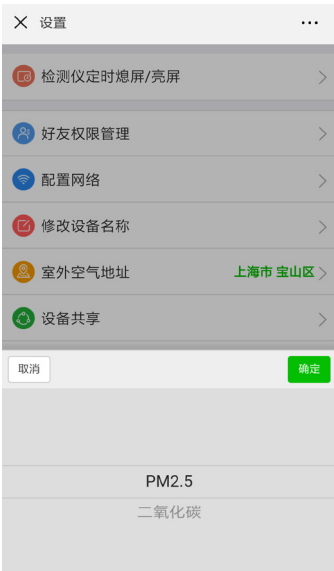 设置
检测仪定时熄屏/亮屏
好友权限管理
配置网络
修改设备名称
室外空气地址 上海市 宝山区
设备共享
取消 确定
PM2.5
二氧化碳